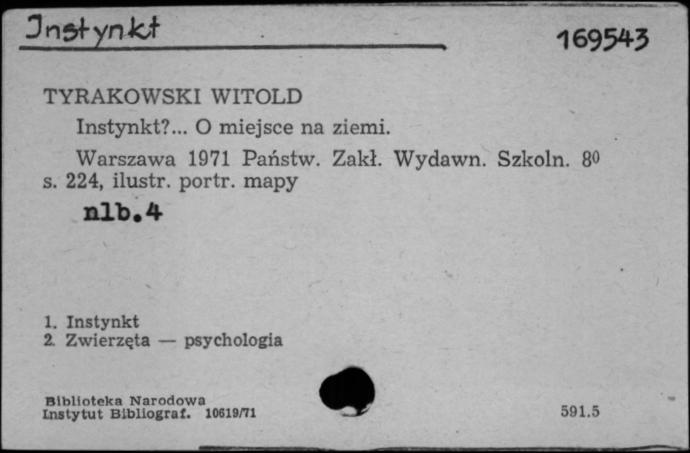 Instynkt
169543
TYRAKOWSKI WITOLD
Instynkt?... O miejsce na ziemi.
Warszawa 1971 Państw. Zakł. Wydawn. Szkoln. 8⁰
s. 224, ilustr. portr. mapy
nlb.4
1. Instynkt
2. Zwierzęta — psychologia
Biblioteka Narodowa
Instytut Bibliograf. 10619/71
591.5